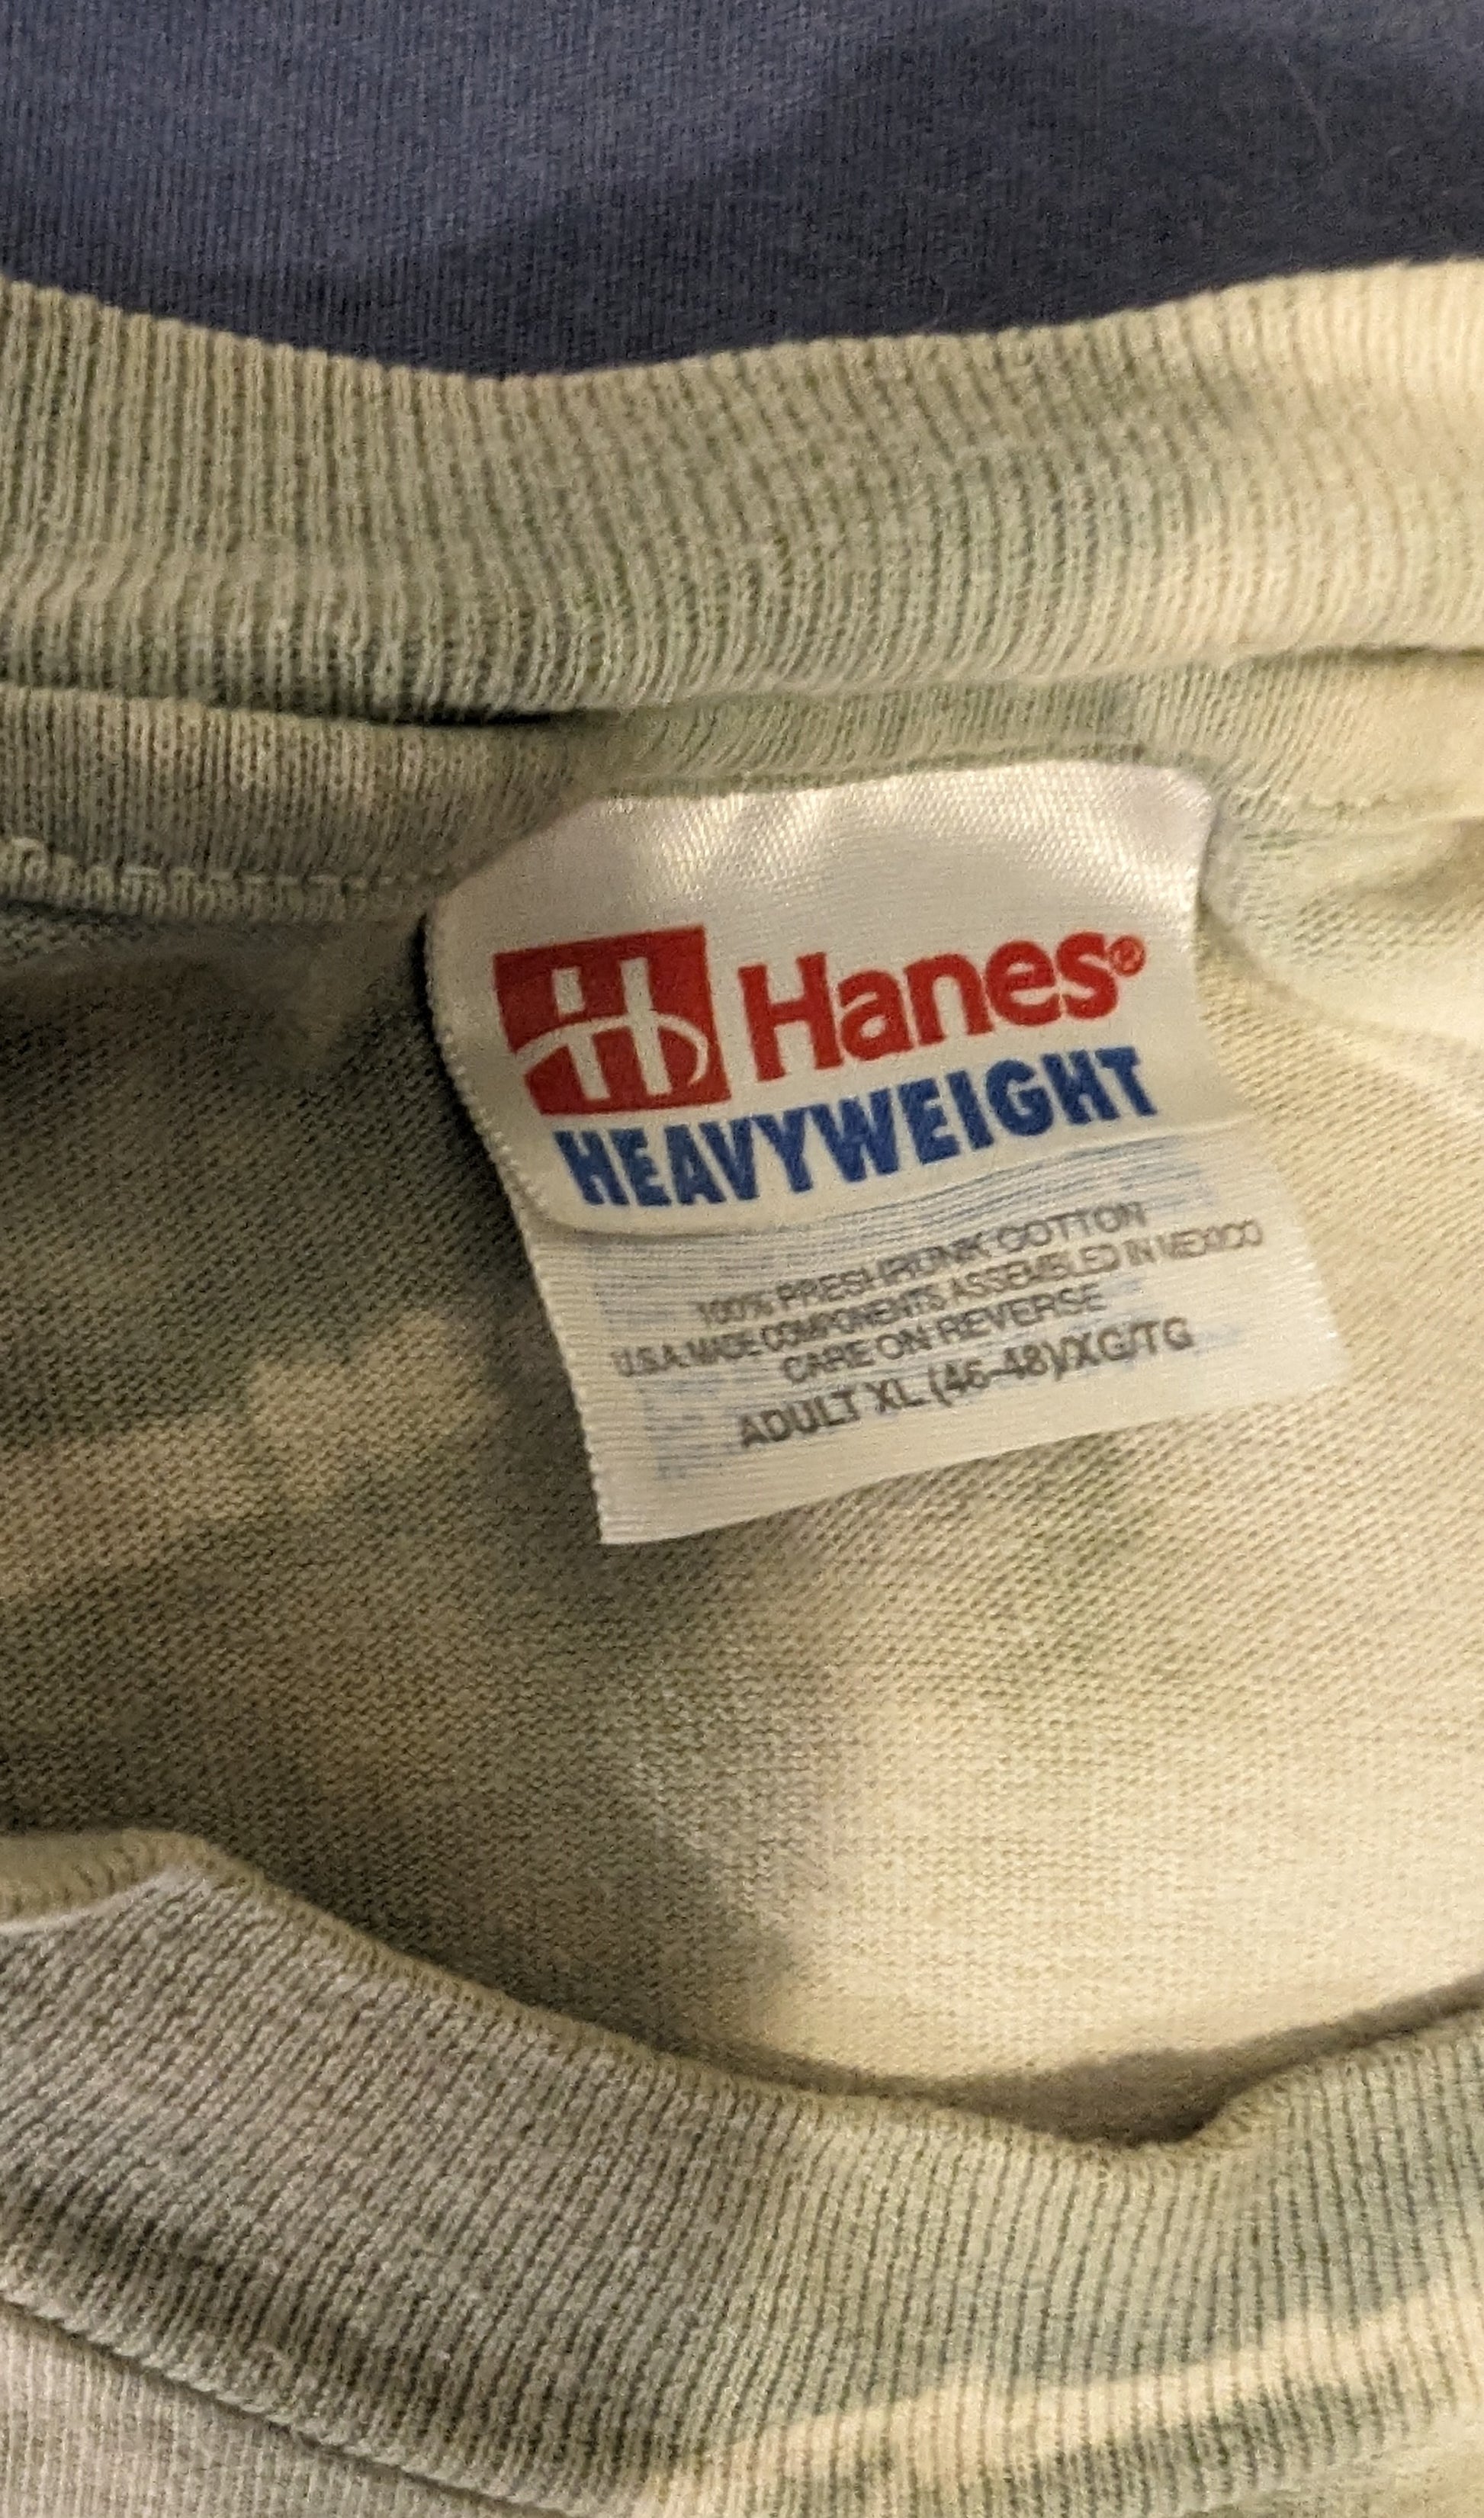 Hanes®
HEAVYWEIGHT
100% PRESHRUNK COTTON
U.S.A. MADE COMPONENTS ASSEMBLED IN MEXICO
CARE ON REVERSE
ADULT XL (46-48)/XG/TG